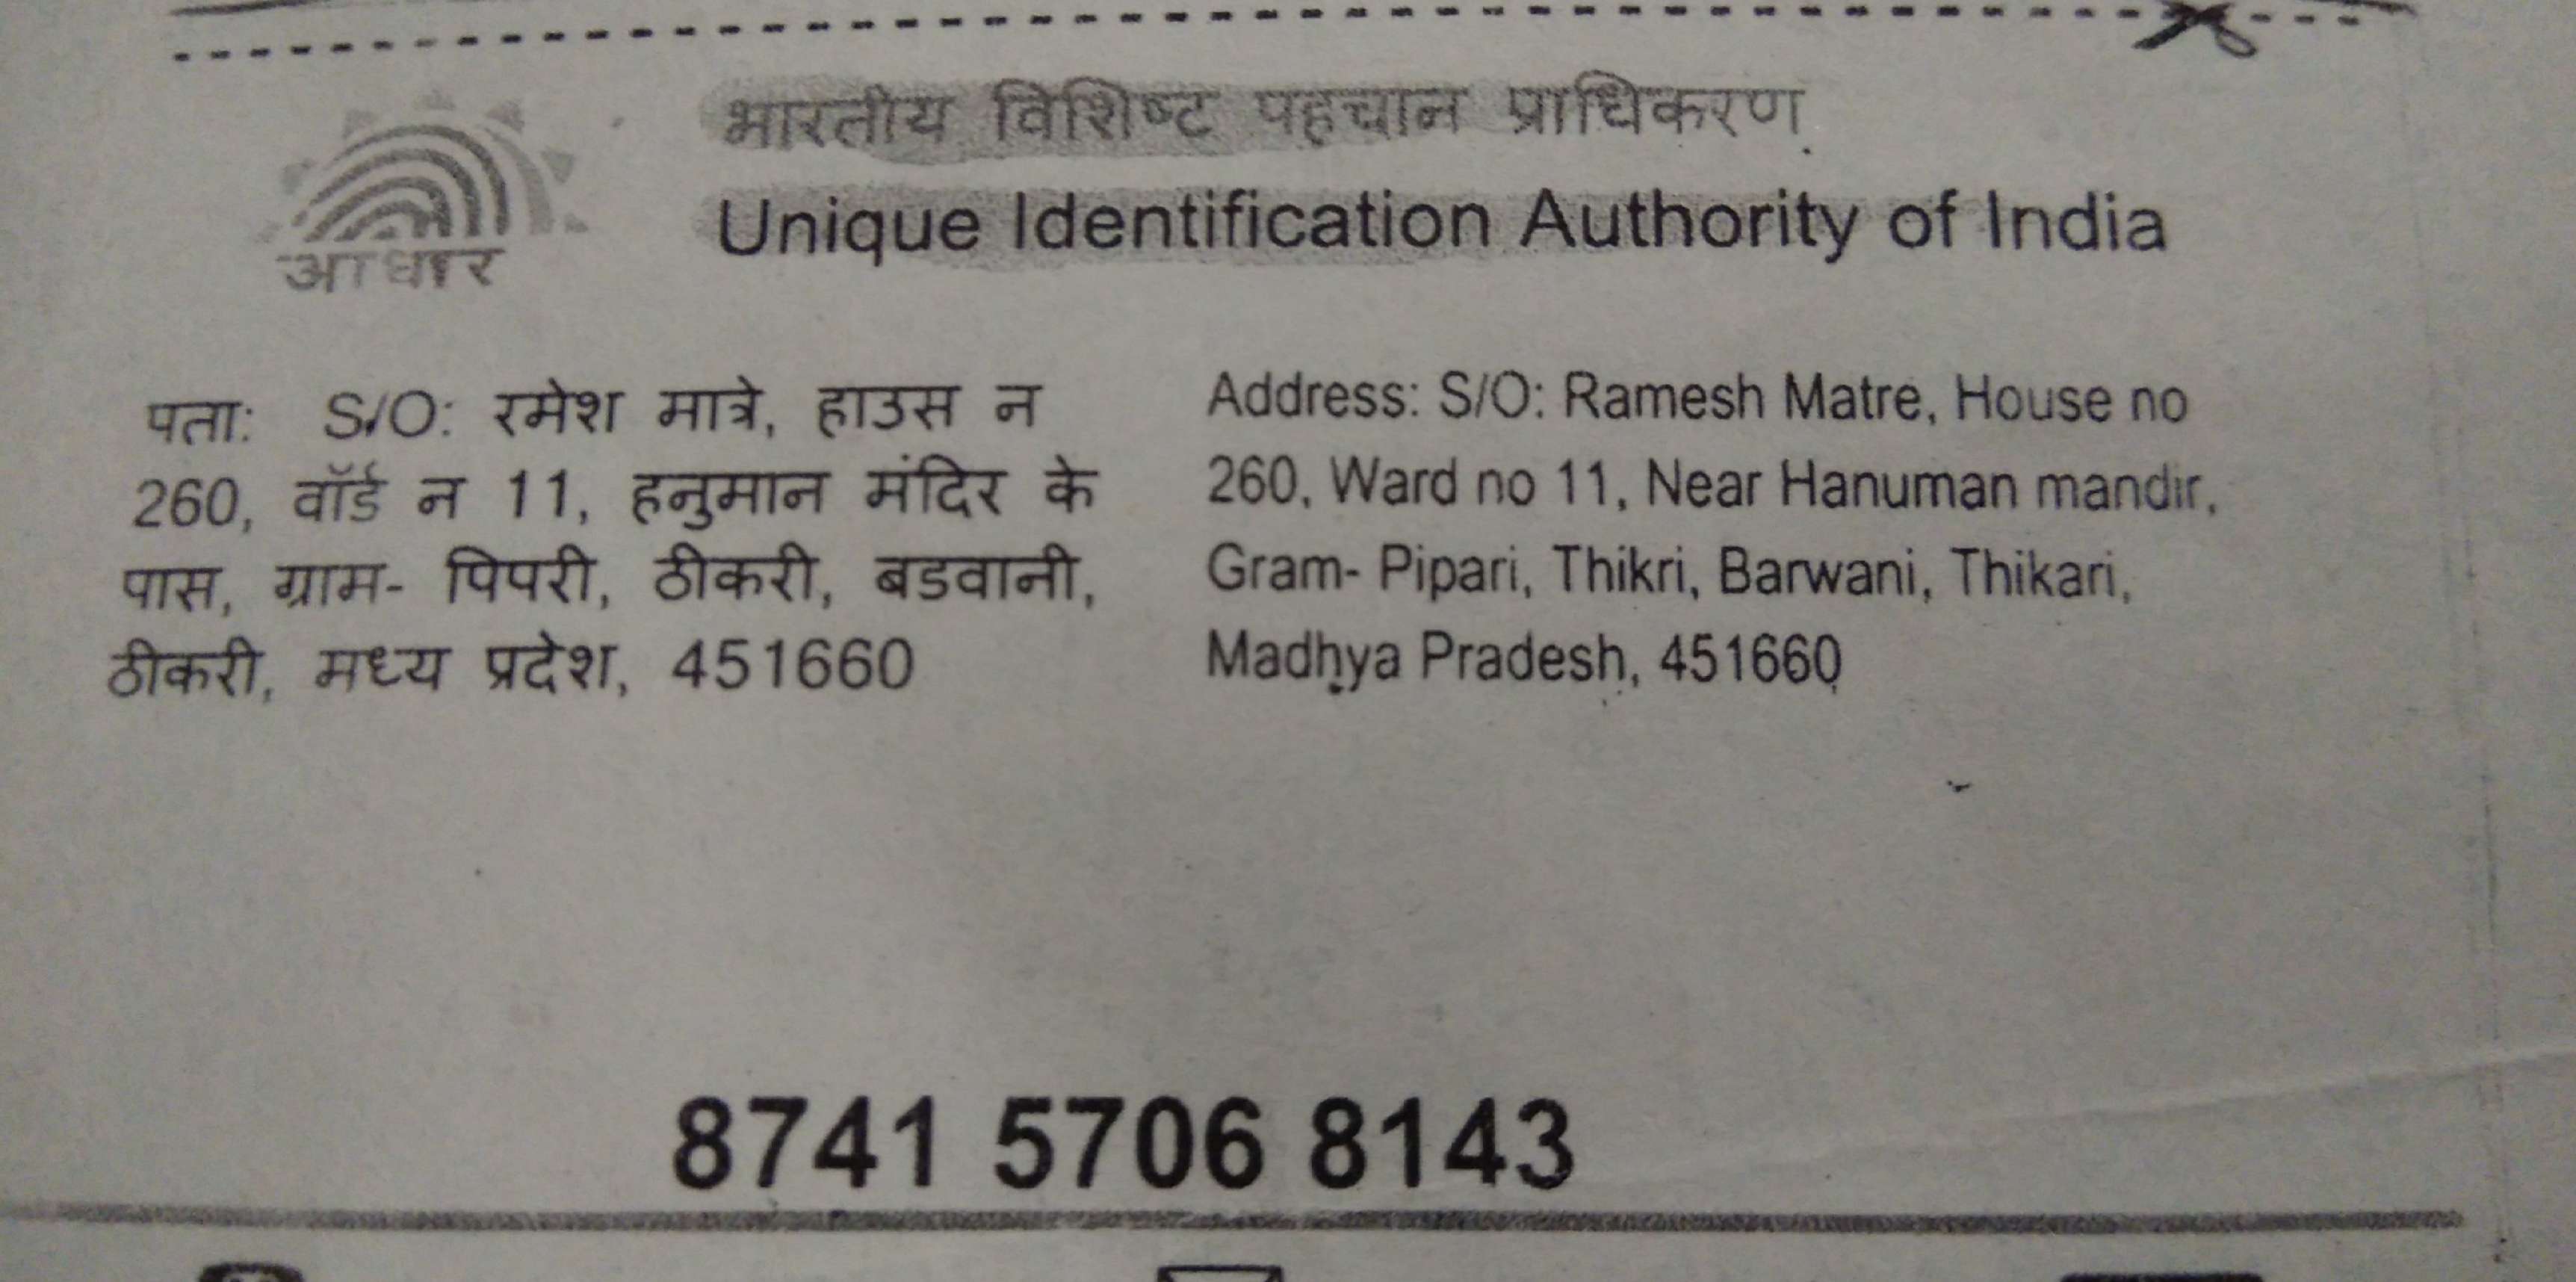 भारतीय विशिष्ट पहचान प्राधिकरण
Unique Identification Authority of India
आधार
पता: S/O: रमेश मात्रे, हाउस न
260, वॉर्ड न 11, हनुमान मंदिर के
पास, ग्राम- पिपरी, ठीकरी, बडवानी,
ठीकरी, मध्य प्रदेश, 451660
Address: S/O: Ramesh Matre, House no
260, Ward no 11, Near Hanuman mandir,
Gram- Pipari, Thikri, Barwani, Thikari,
Madhya Pradesh, 451660
8741 5706 8143